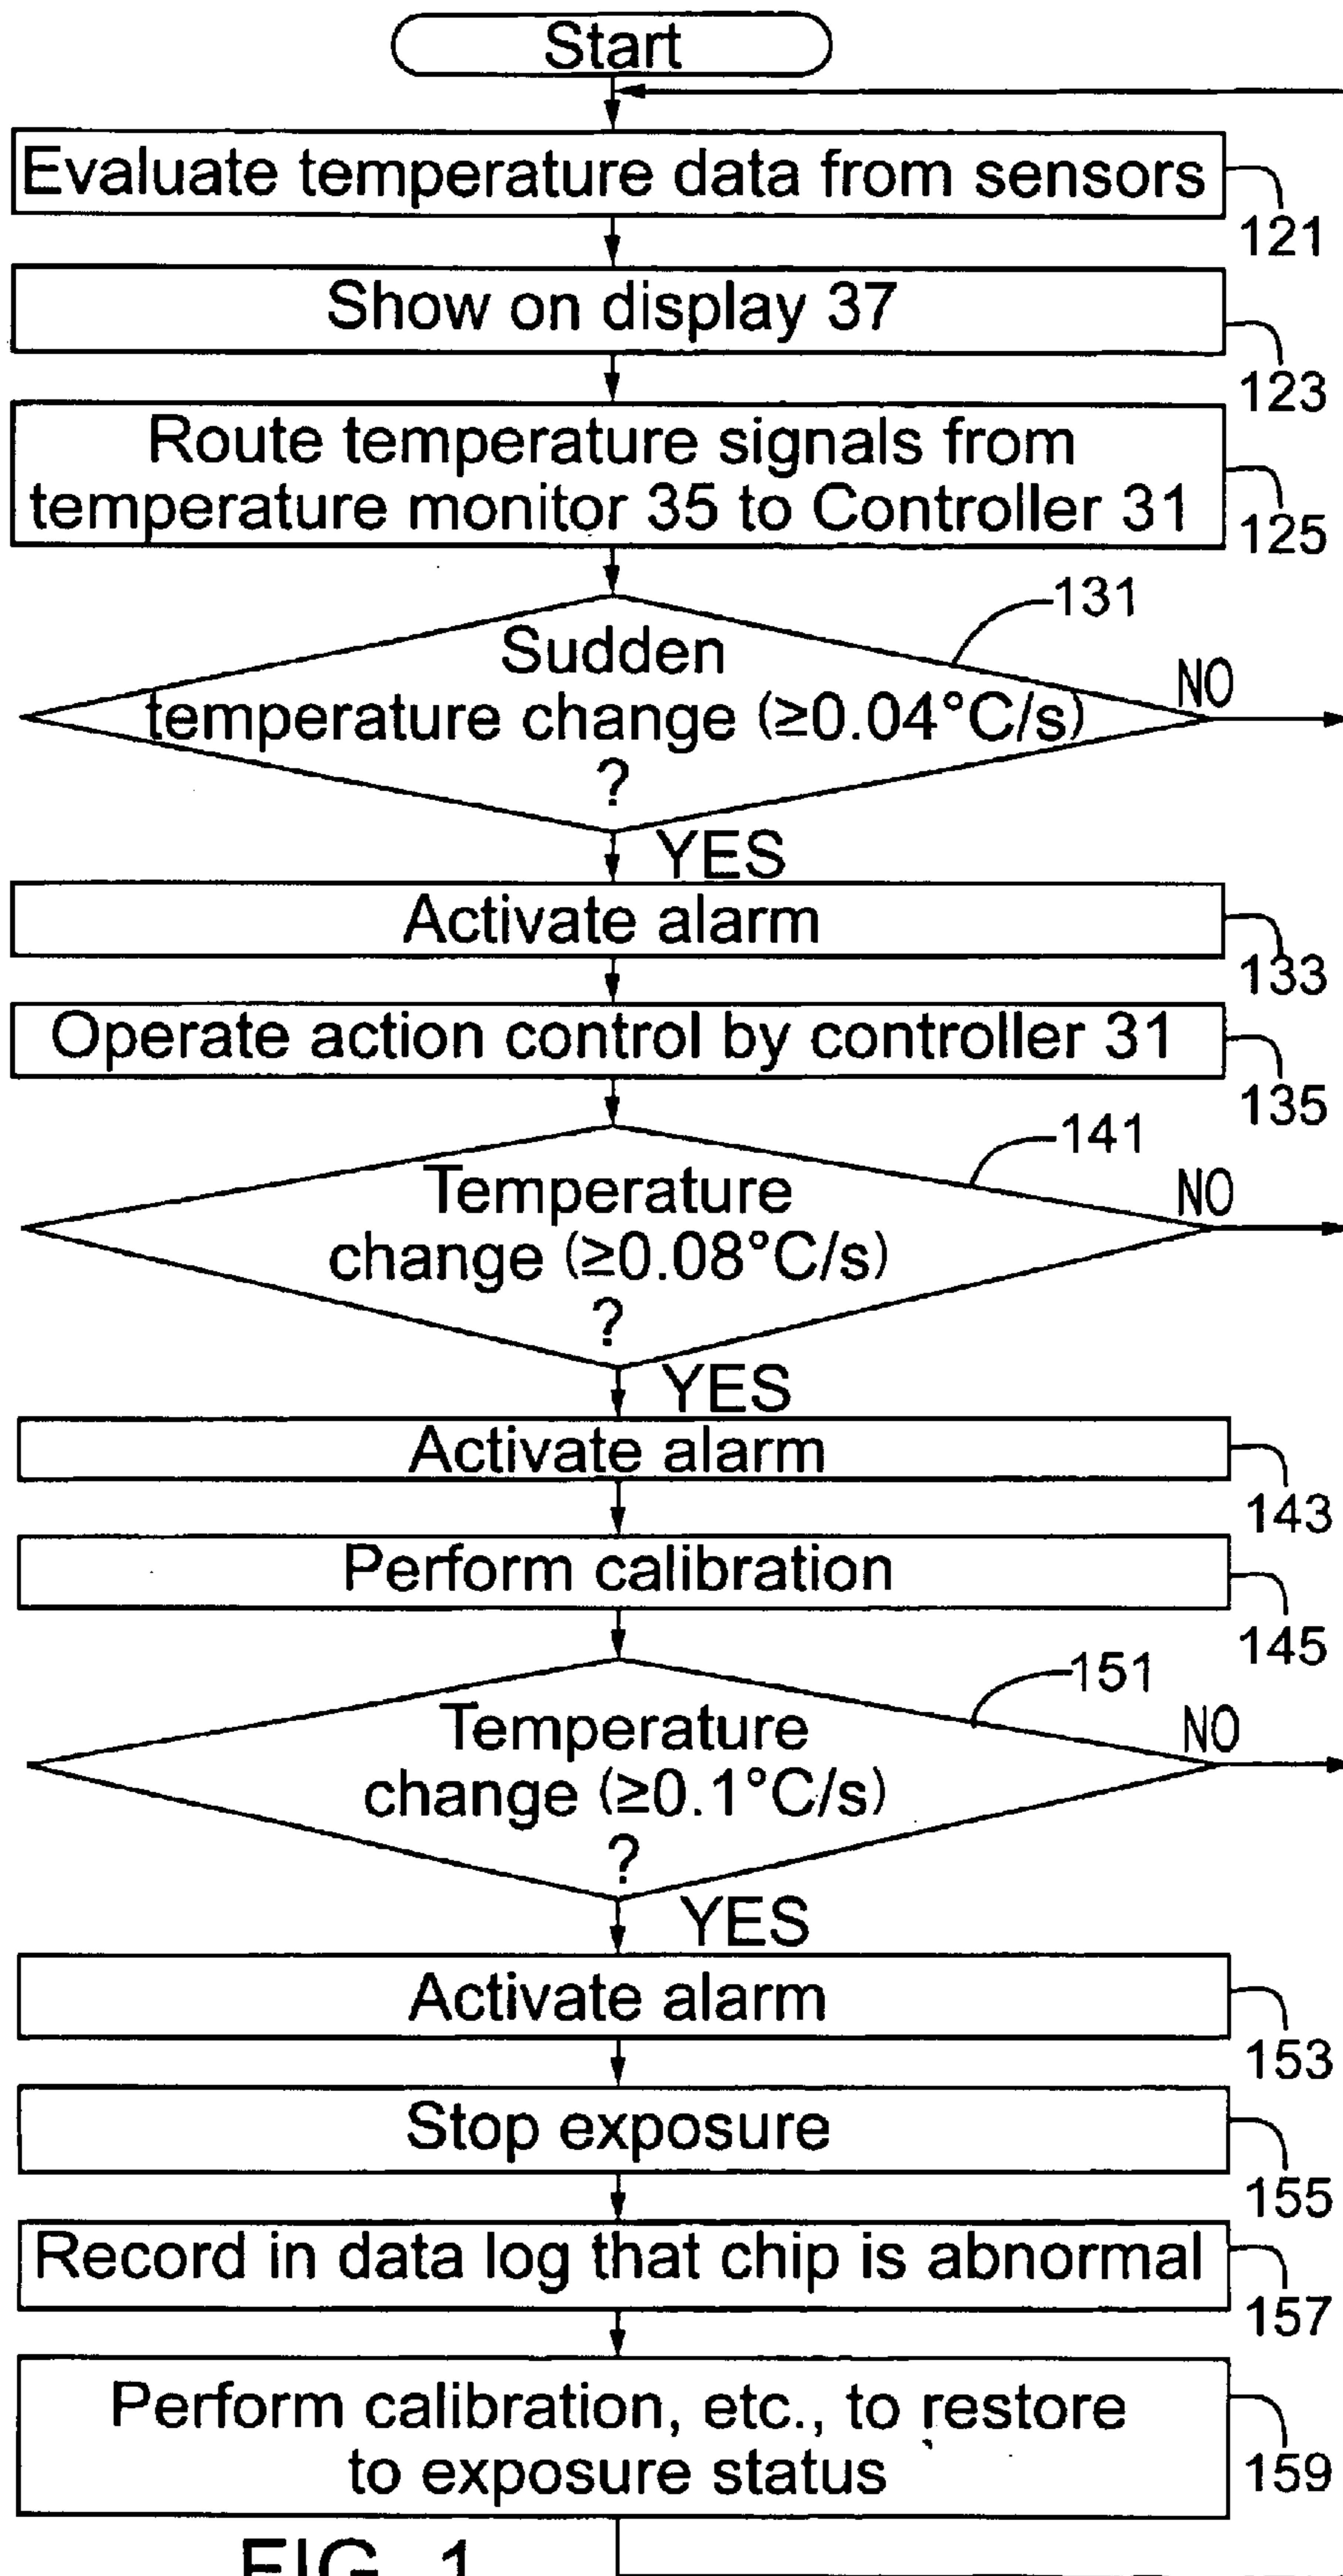 Start
Evaluate temperature data from sensors
121
Show on display 37
123
Route temperature signals from
temperature monitor 35 to Controller 31
125
131
Sudden
temperature change (≥0.04°C/s)
?
NO
YES
Activate alarm
133
Operate action control by controller 31
135
141
Temperature
change (≥0.08°C/s)
?
NO
YES
Activate alarm
143
Perform calibration
145
151
Temperature
change (≥0.1°C/s)
?
NO
YES
Activate alarm
153
Stop exposure
155
Record in data log that chip is abnormal
157
Perform calibration, etc., to restore
to exposure status
159
FIG. 1